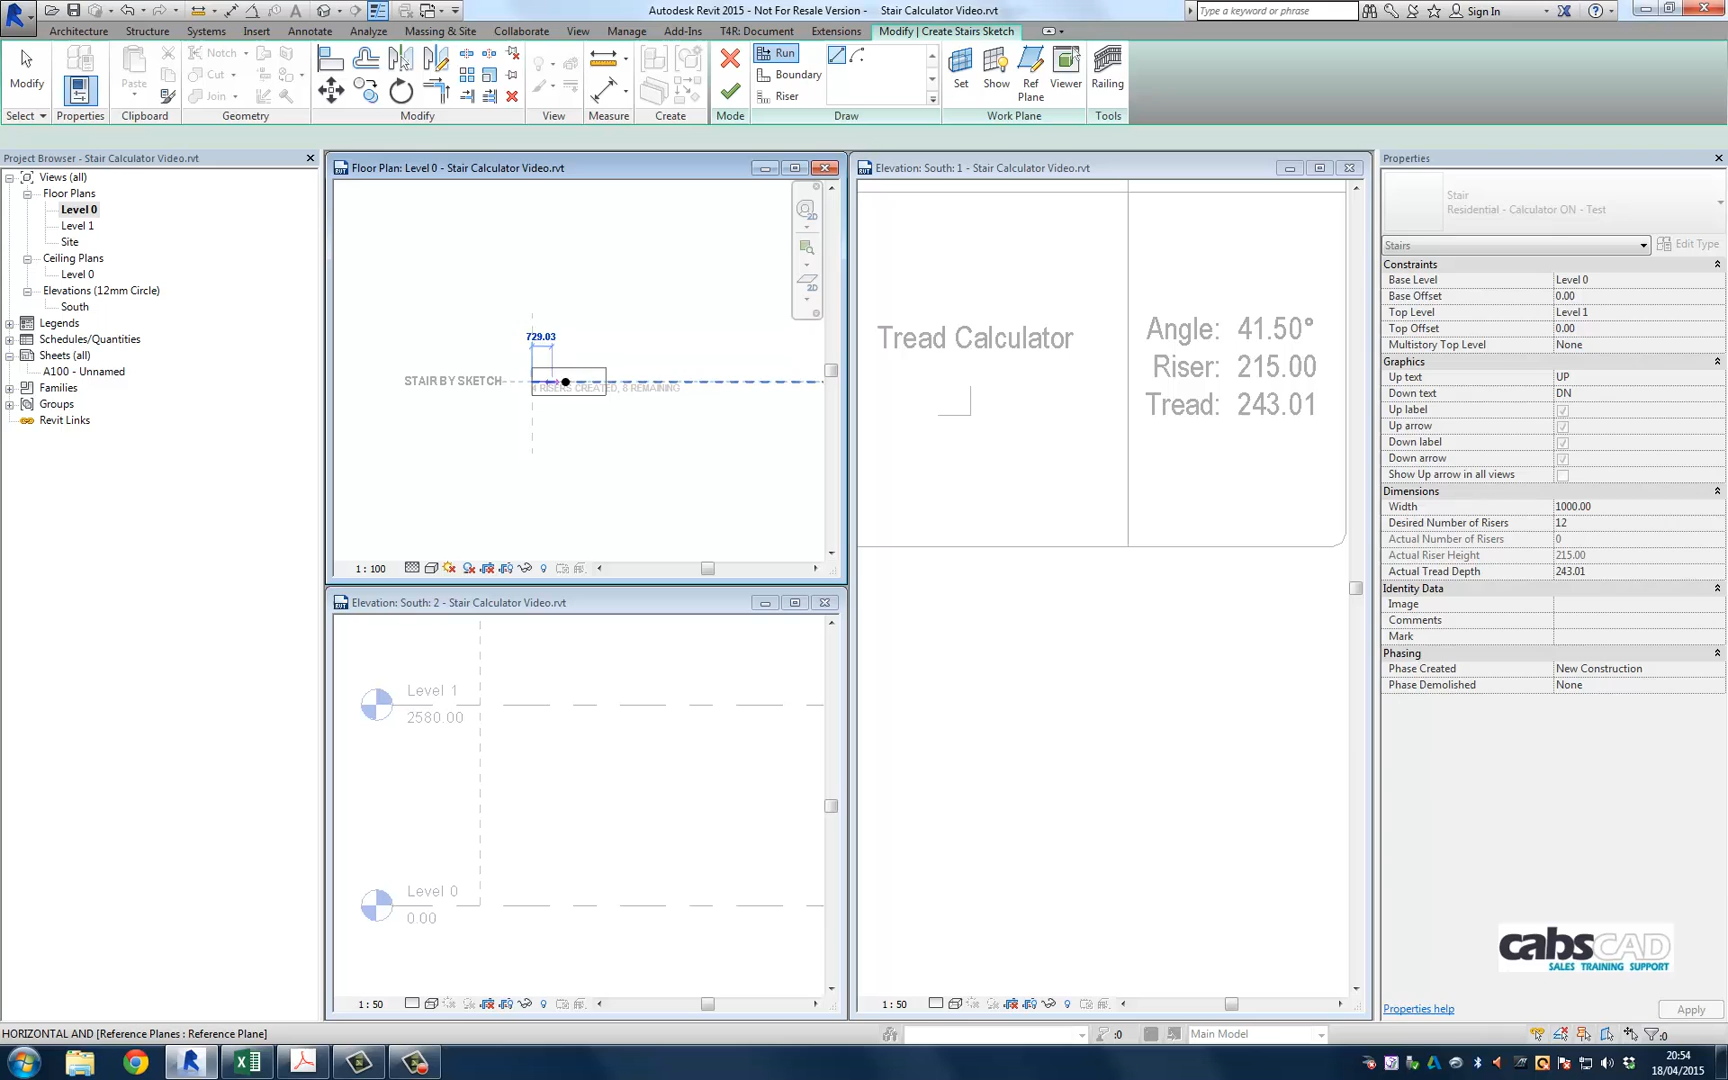 Autodesk Revit 2015 - Not For Resale Version - Stair Calculator Video.rvt
Type a keyword or phrase
Sign In
Architecture Structure Systems Insert Annotate Analyze Massing & Site Collaborate View Manage Add-Ins T4R: Document Extensions Modify | Create Stairs Sketch
Modify
Paste
Notch
Cut
Join
Run
Boundary
Riser
Set Show Ref Plane Viewer Railing
Select Properties Clipboard Geometry Modify View Measure Create Mode Draw Work Plane Tools
Project Browser - Stair Calculator Video.rvt
Views (all)
Floor Plans
Level 0
Level 1
Site
Ceiling Plans
Level 0
Elevations (12mm Circle)
South
Legends
Schedules/Quantities
Sheets (all)
A100 - Unnamed
Families
Groups
Revit Links
Floor Plan: Level 0 - Stair Calculator Video.rvt
2D
2D
729.03
STAIR BY SKETCH
4 RISERS CREATED, 8 REMAINING
1 : 100
Elevation: South: 2 - Stair Calculator Video.rvt
Level 1
2580.00
Level 0
0.00
1 : 50
Elevation: South: 1 - Stair Calculator Video.rvt
Tread Calculator
Angle: 41.50°
Riser: 215.00
Tread: 243.01
1 : 50
Properties
Stair
Residential - Calculator ON - Test
Stairs
Edit Type
Constraints
Base Level Level 0
Base Offset 0.00
Top Level Level 1
Top Offset 0.00
Multistory Top Level None
Graphics
Up text UP
Down text DN
Up label
Up arrow
Down label
Down arrow
Show Up arrow in all views
Dimensions
Width 1000.00
Desired Number of Risers 12
Actual Number of Risers 0
Actual Riser Height 215.00
Actual Tread Depth 243.01
Identity Data
Image
Comments
Mark
Phasing
Phase Created New Construction
Phase Demolished None
cabsCAD
SALES TRAINING SUPPORT
Properties help
Apply
HORIZONTAL AND [Reference Planes : Reference Plane]
:0
Main Model
:0
20:54
18/04/2015